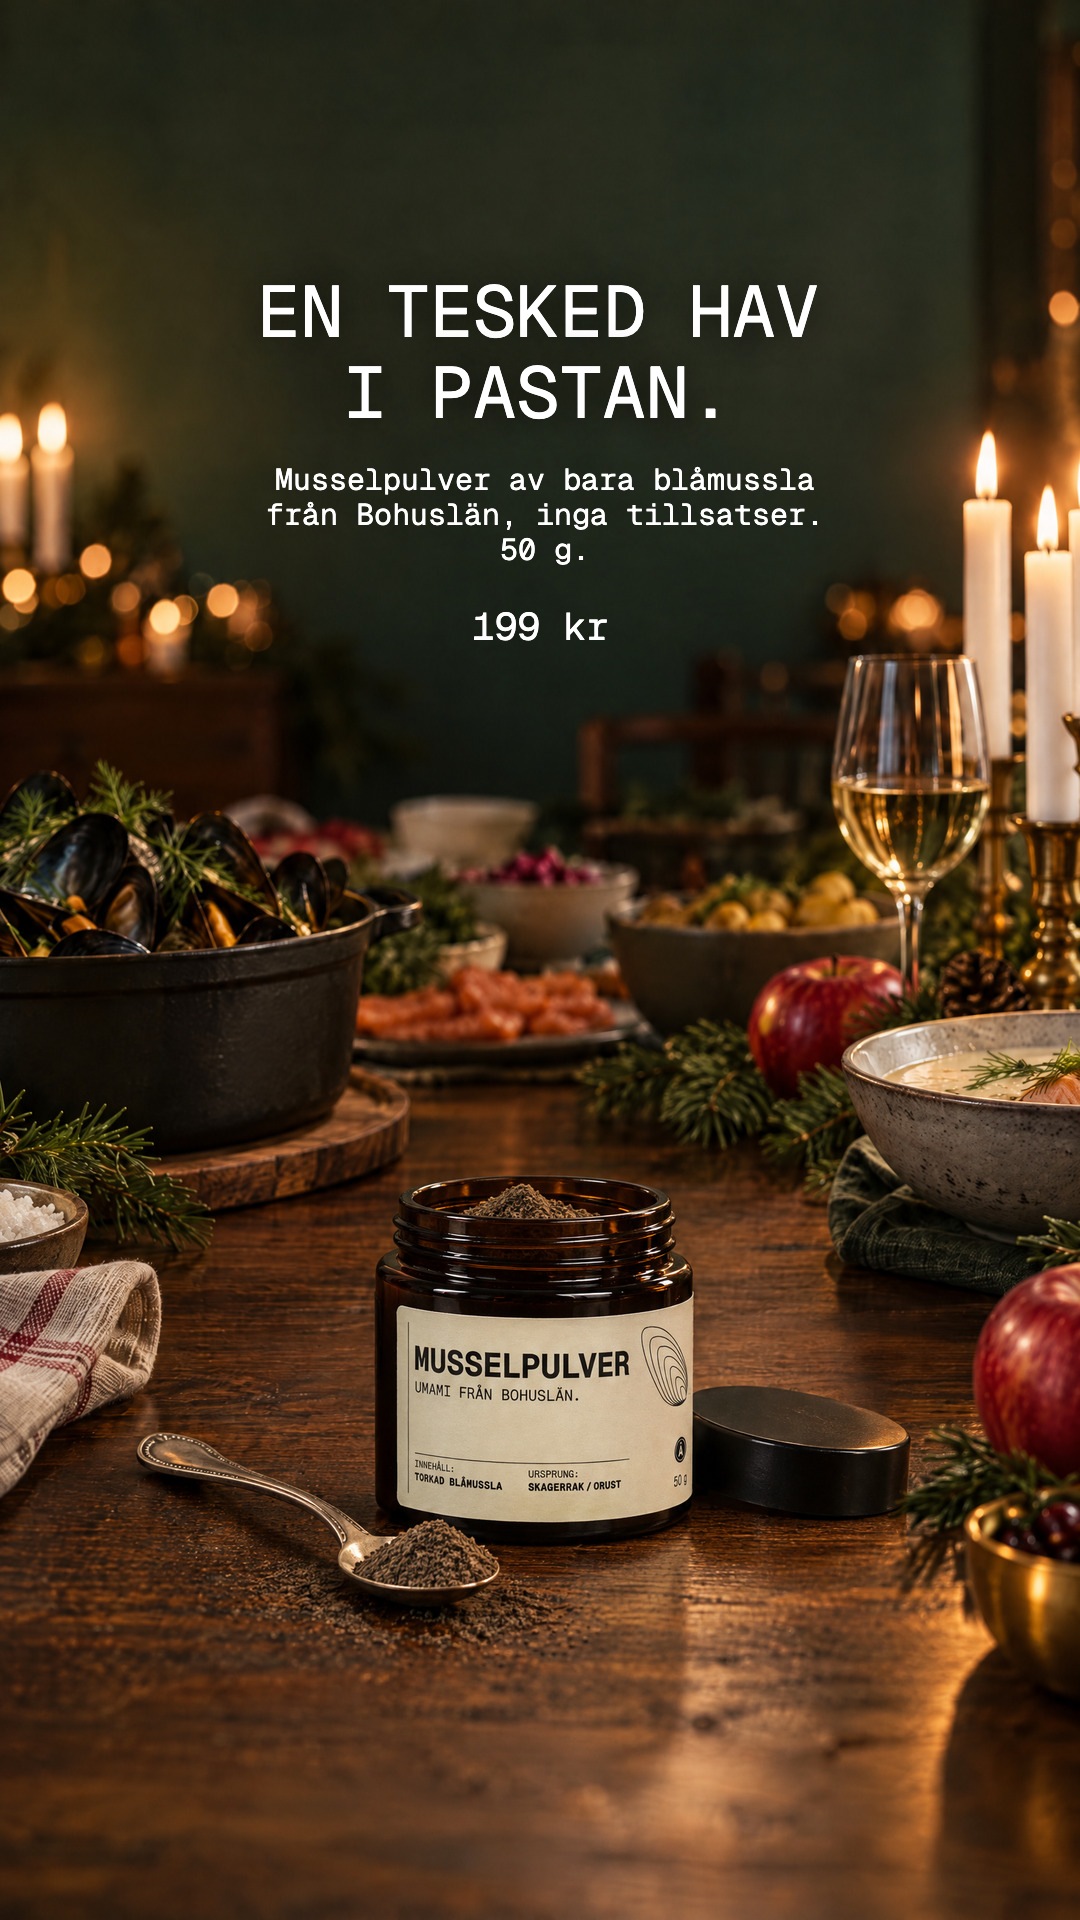 EN TESKED HAV
I PASTAN.
Musselpulver av bara blåmussla
från Bohuslän, inga tillsatser.
50 g.
199 kr
MUSSELPULVER
UMAMI FRÅN BOHUSLÄN.
INNEHÅLL:
TORKAD BLÅMUSSLA
URSPRUNG:
SKAGERRAK / ORUST
50 g